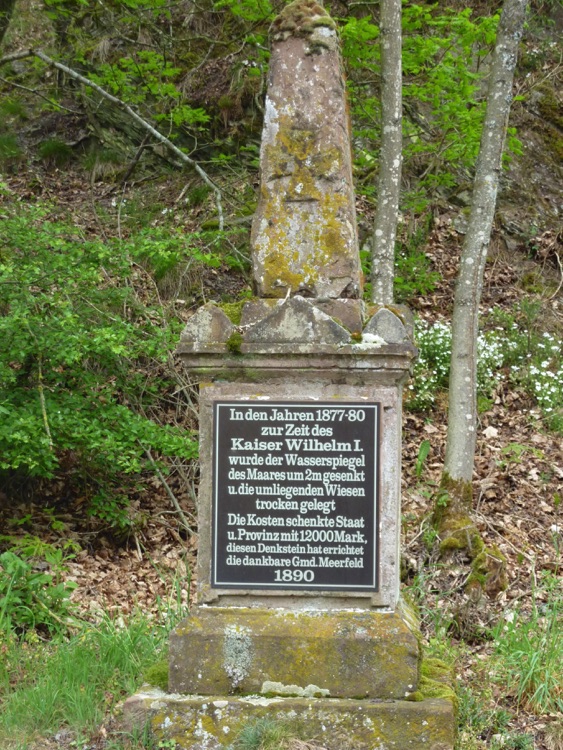 In den Jahren 1877-80
zur Zeit des
Kaiser Wilhelm I.
wurde der Wasserspiegel
des Maares um 2m gesenkt
u. die umliegenden Wiesen
trocken gelegt
Die Kosten schenkte Staat
u. Provinz mit 12000 Mark,
diesen Denkstein hat errichtet
die dankbare Gmd. Meerfeld
1890